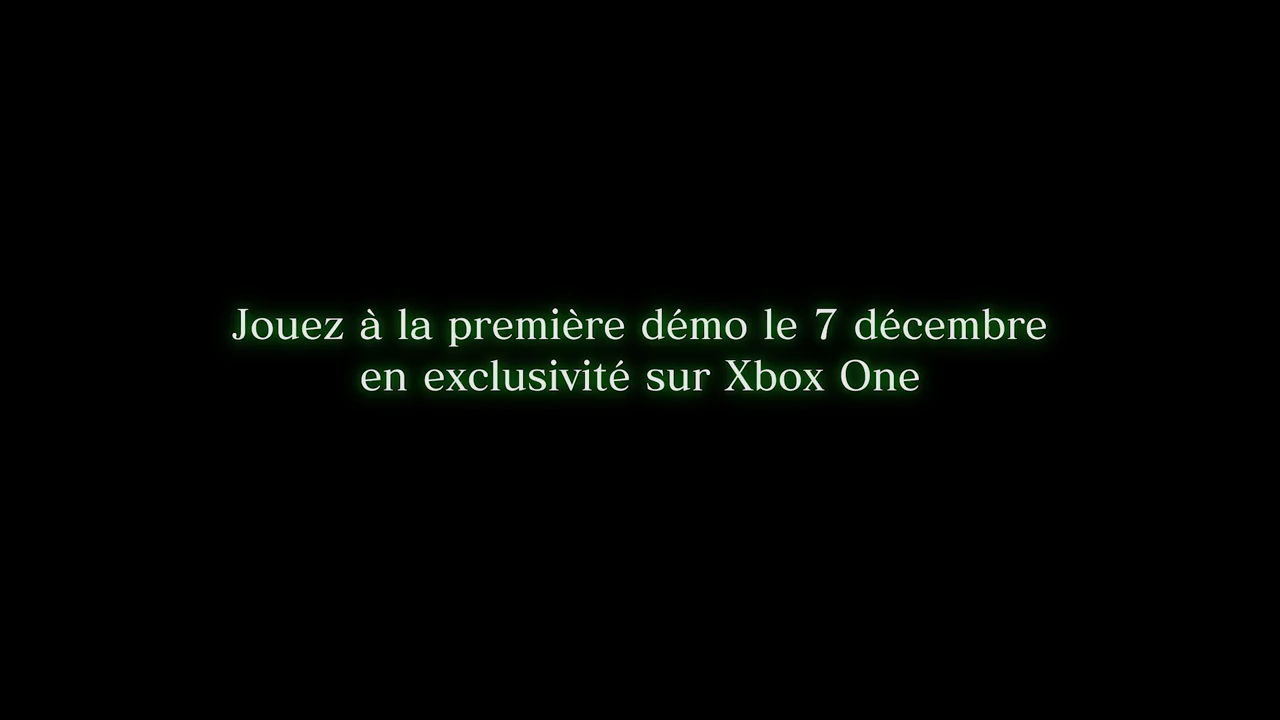 Jouez à la première démo le 7 décembre
en exclusivité sur Xbox One